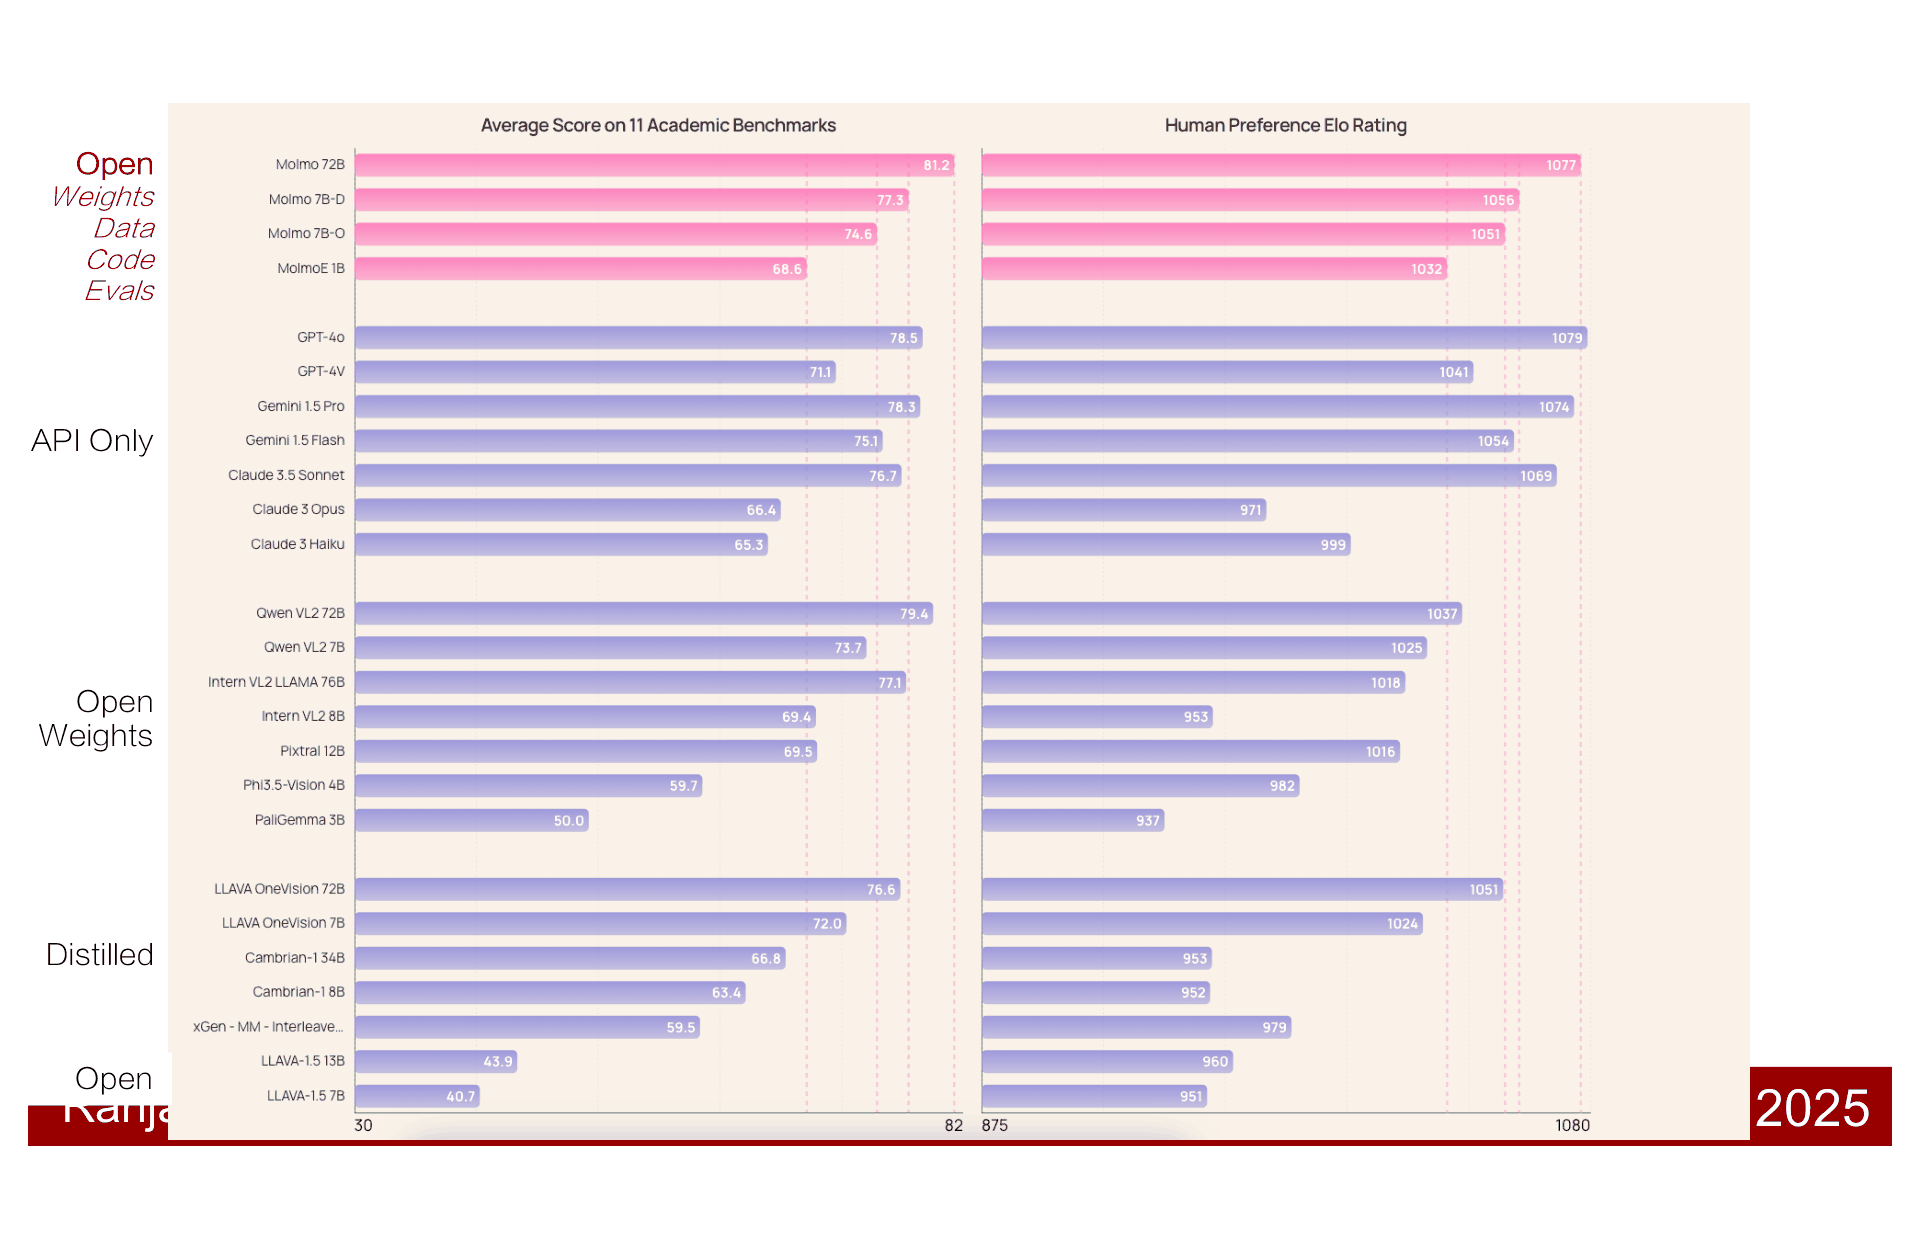 Average Score on 11 Academic Benchmarks
Human Preference Elo Rating
Open
Weights
Data
Code
Evals
Molmo 72B 81.2 1077
Molmo 7B-D 77.3 1056
Molmo 7B-O 74.6 1051
MolmoE 1B 68.6 1032
API Only
GPT-4o 78.5 1079
GPT-4V 71.1 1041
Gemini 1.5 Pro 78.3 1074
Gemini 1.5 Flash 75.1 1054
Claude 3.5 Sonnet 76.7 1069
Claude 3 Opus 66.4 971
Claude 3 Haiku 65.3 999
Open
Weights
Qwen VL2 72B 79.4 1037
Qwen VL2 7B 73.7 1025
Intern VL2 LLAMA 76B 77.1 1018
Intern VL2 8B 69.4 953
Pixtral 12B 69.5 1016
Phi3.5-Vision 4B 59.7 982
PaliGemma 3B 50.0 937
Distilled
LLAVA OneVision 72B 76.6 1051
LLAVA OneVision 7B 72.0 1024
Cambrian-1 34B 66.8 953
Cambrian-1 8B 63.4 952
xGen - MM - Interleave... 59.5 979
Open
LLAVA-1.5 13B 43.9 960
LLAVA-1.5 7B 40.7 951
30 82 875 1080
2025